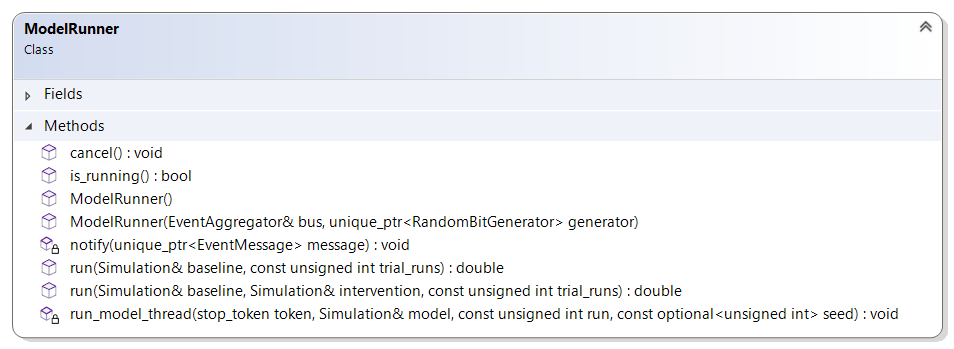 ModelRunner
Class
Fields
Methods
cancel() : void
is_running() : bool
ModelRunner()
ModelRunner(EventAggregator& bus, unique_ptr<RandomBitGenerator> generator)
notify(unique_ptr<EventMessage> message) : void
run(Simulation& baseline, const unsigned int trial_runs) : double
run(Simulation& baseline, Simulation& intervention, const unsigned int trial_runs) : double
run_model_thread(stop_token token, Simulation& model, const unsigned int run, const optional<unsigned int> seed) : void